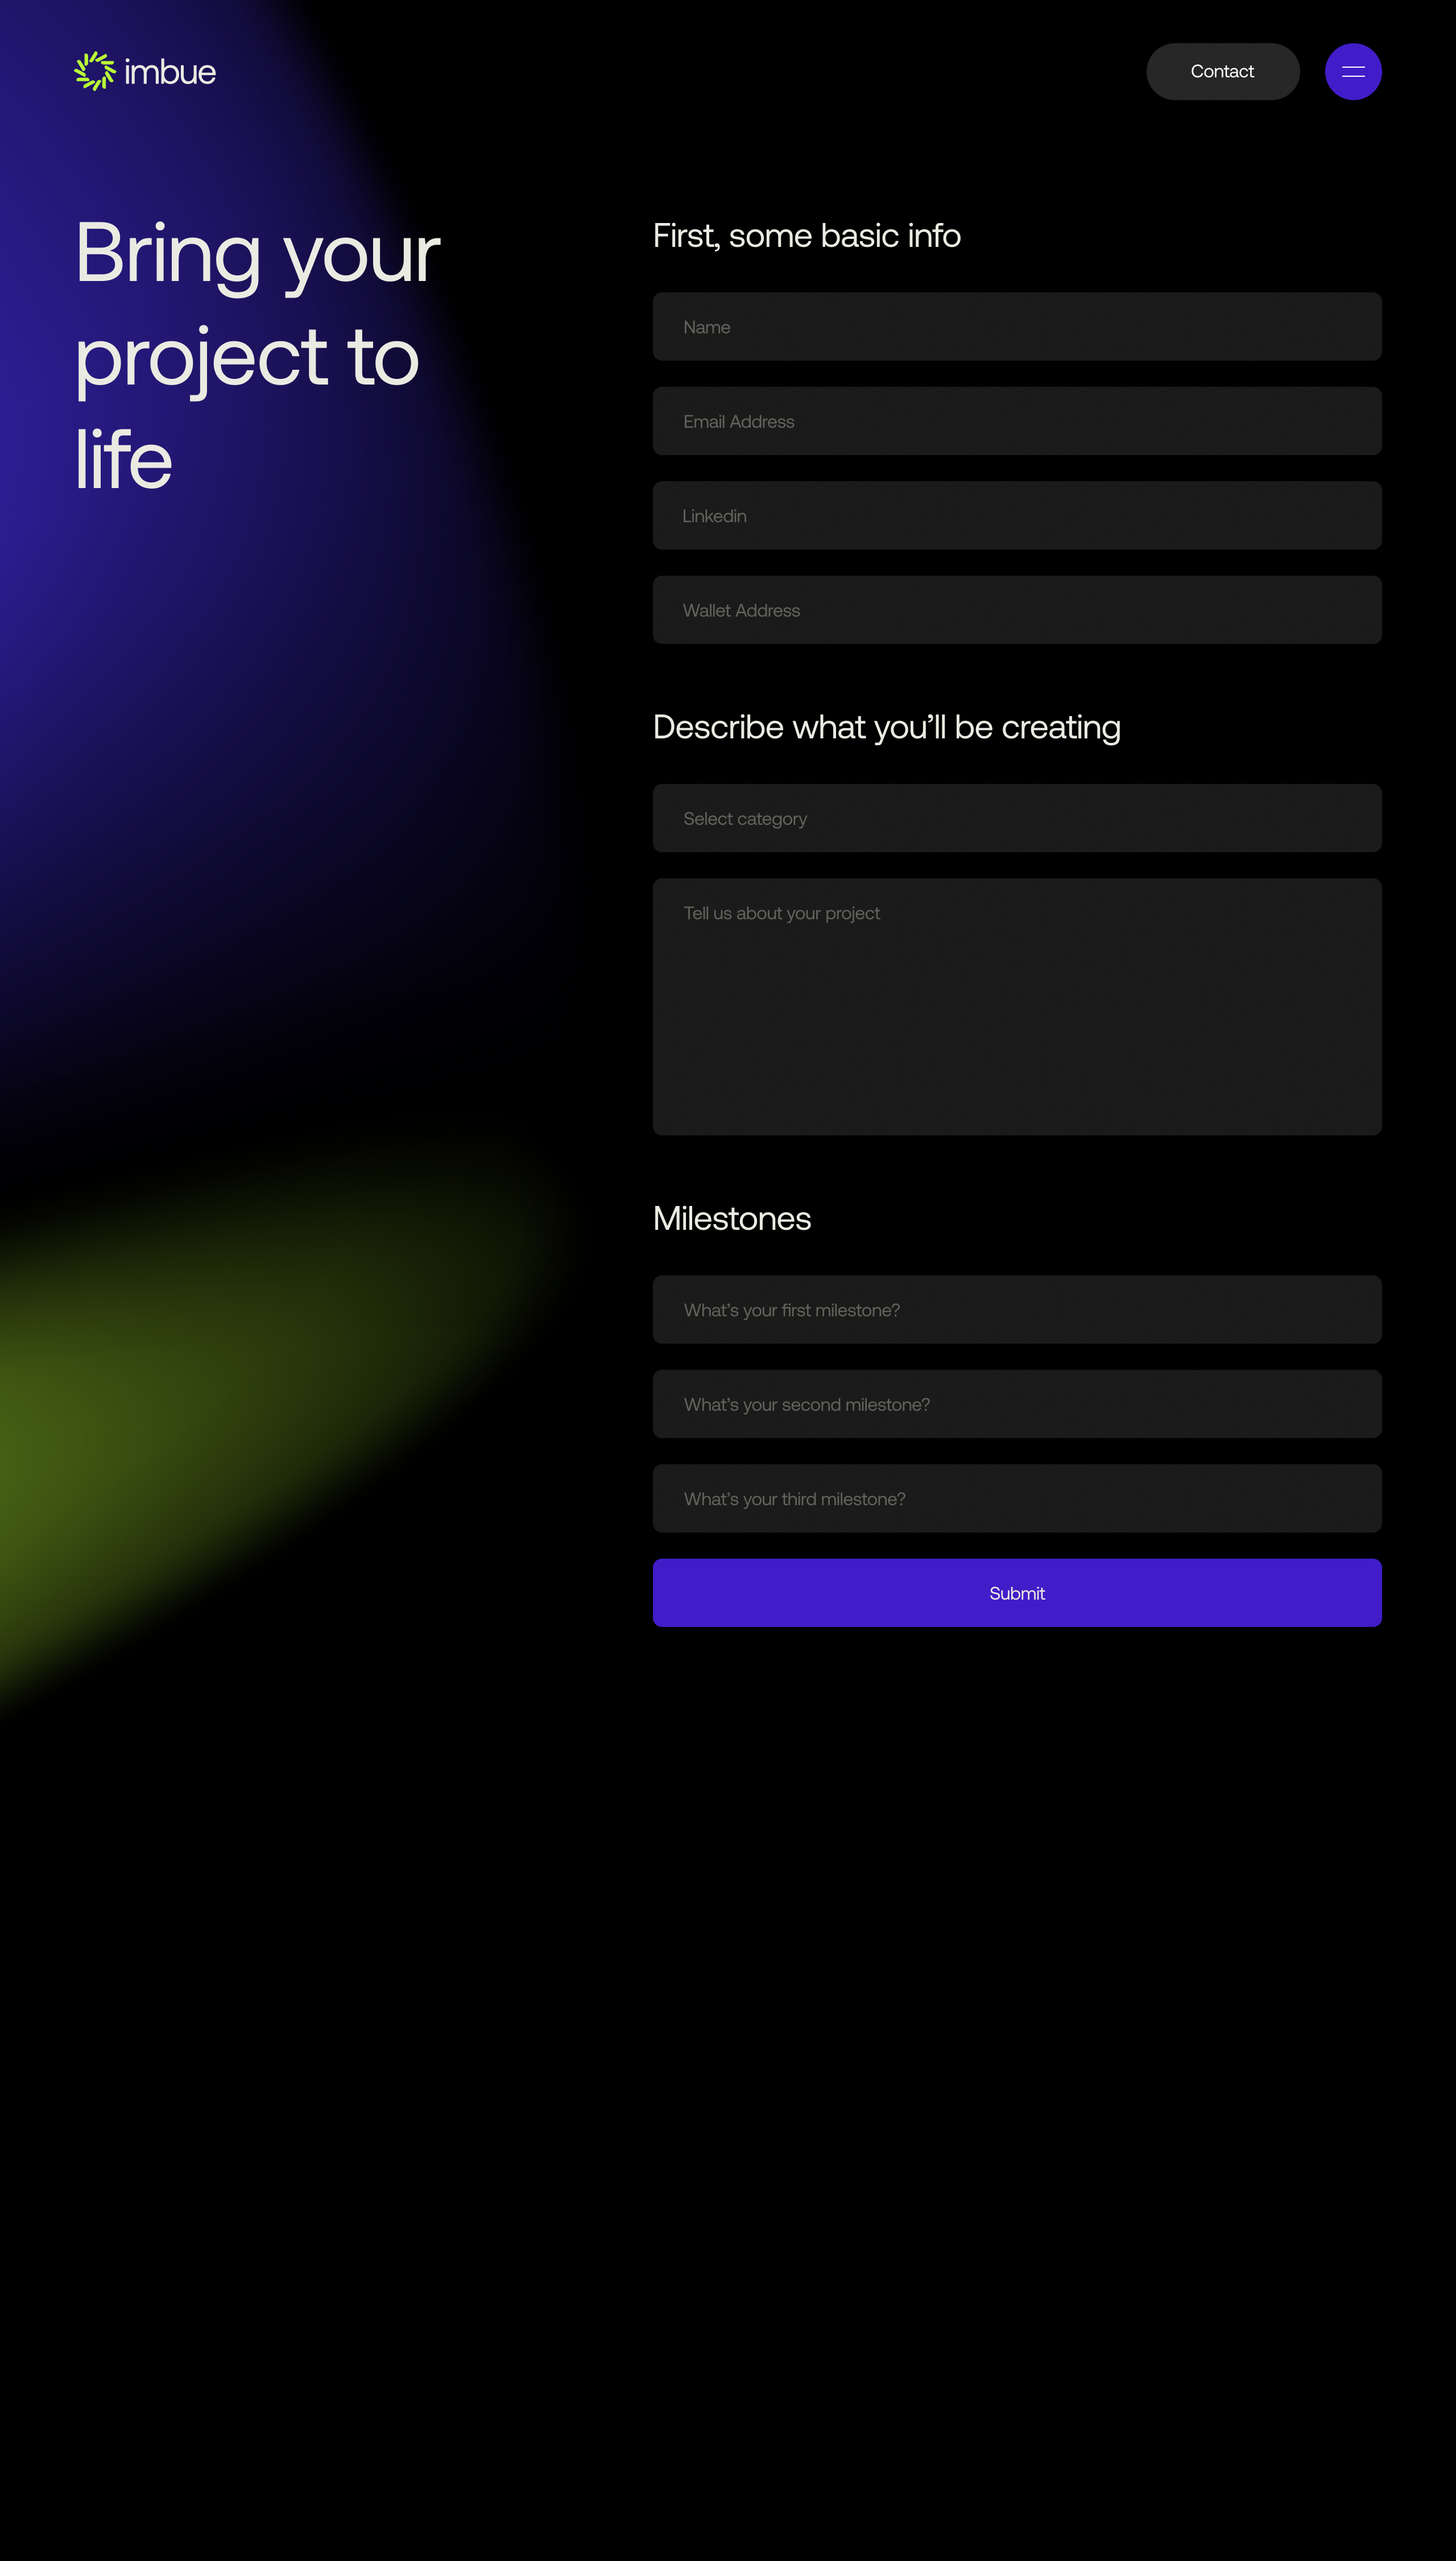 imbue
Contact
Bring your
project to
life
First, some basic info
Name
Email Address
Linkedin
Wallet Address
Describe what you’ll be creating
Select category
Tell us about your project
Milestones
What’s your first milestone?
What’s your second milestone?
What’s your third milestone?
Submit